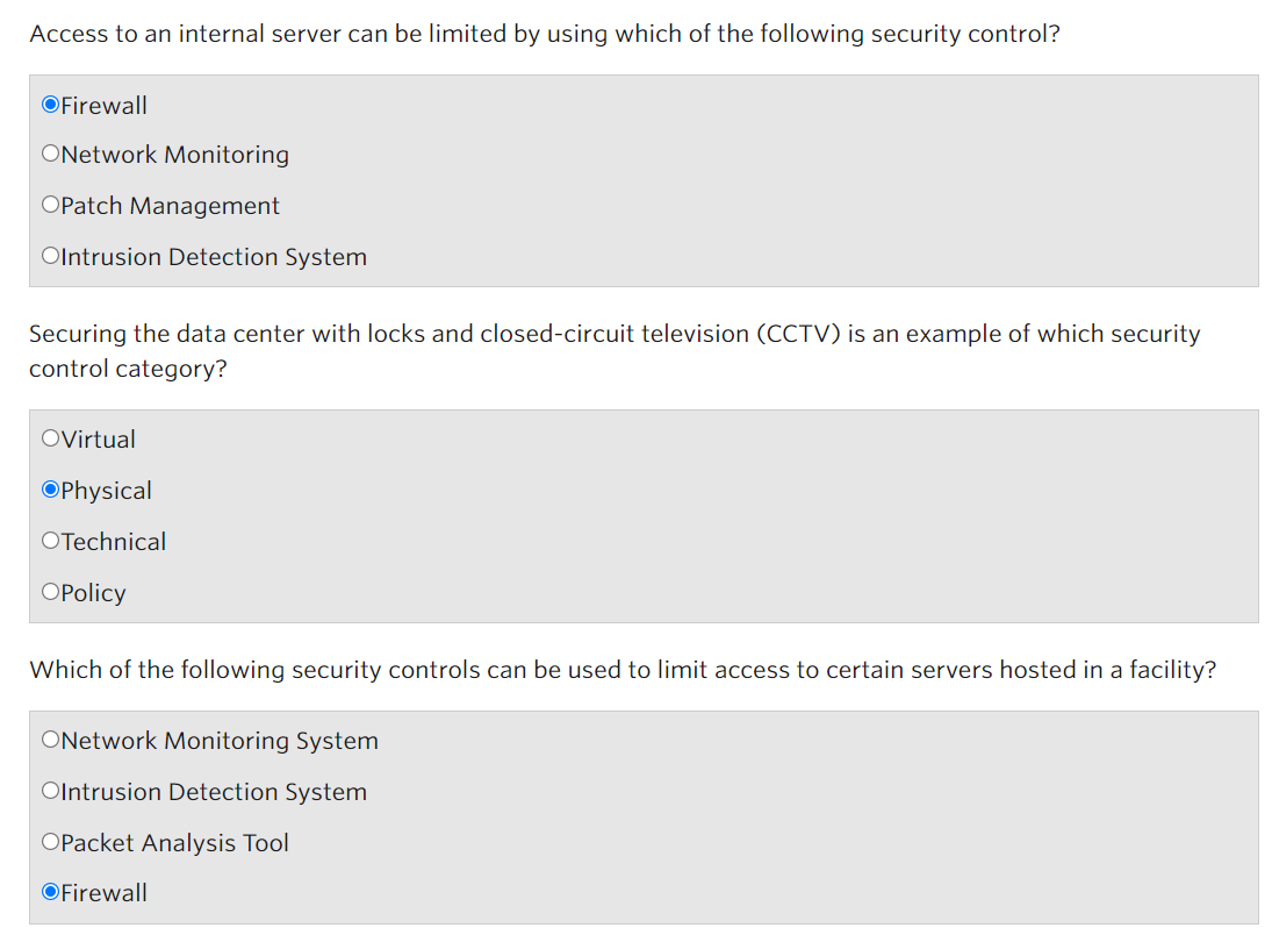 Access to an internal server can be limited by using which of the following security control?
Firewall
Network Monitoring
Patch Management
Intrusion Detection System
Securing the data center with locks and closed-circuit television (CCTV) is an example of which security
control category?
Virtual
Physical
Technical
Policy
Which of the following security controls can be used to limit access to certain servers hosted in a facility?
Network Monitoring System
Intrusion Detection System
Packet Analysis Tool
Firewall